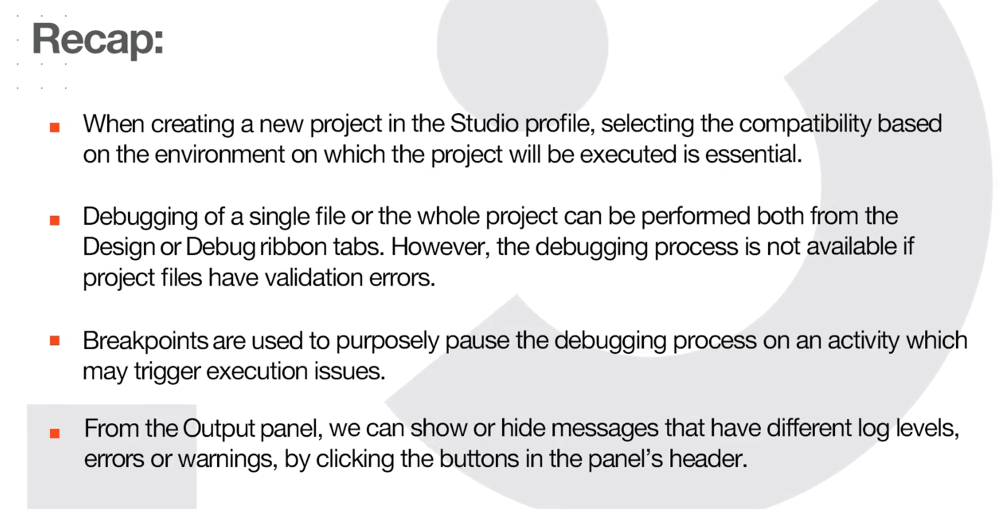 Recap:
When creating a new project in the Studio profile, selecting the compatibility based
on the environment on which the project will be executed is essential.
Debugging of a single file or the whole project can be performed both from the
Design or Debug ribbon tabs. However, the debugging process is not available if
project files have validation errors.
Breakpoints are used to purposely pause the debugging process on an activity which
may trigger execution issues.
From the Output panel, we can show or hide messages that have different log levels,
errors or warnings, by clicking the buttons in the panel’s header.